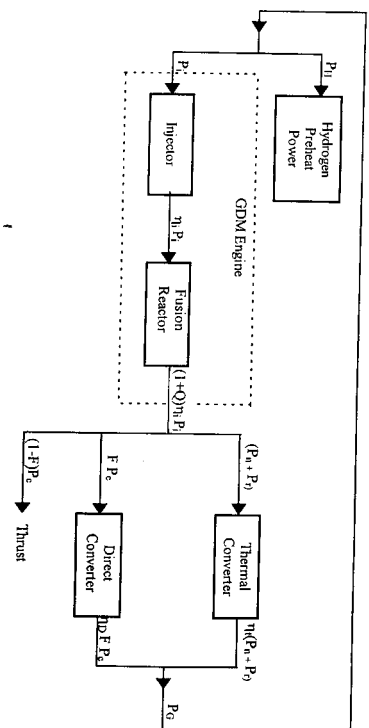 P_H
Hydrogen
Preheat
Power
P_i
GDM Engine
Injector
η_i P_i
Fusion
Reactor
(1+Q)η_i P_i
(P_n + P_r)
Thermal
Converter
η_t(P_n + P_r)
F P_c
Direct
Converter
η_D F P_c
(1-F)P_c
Thrust
P_G